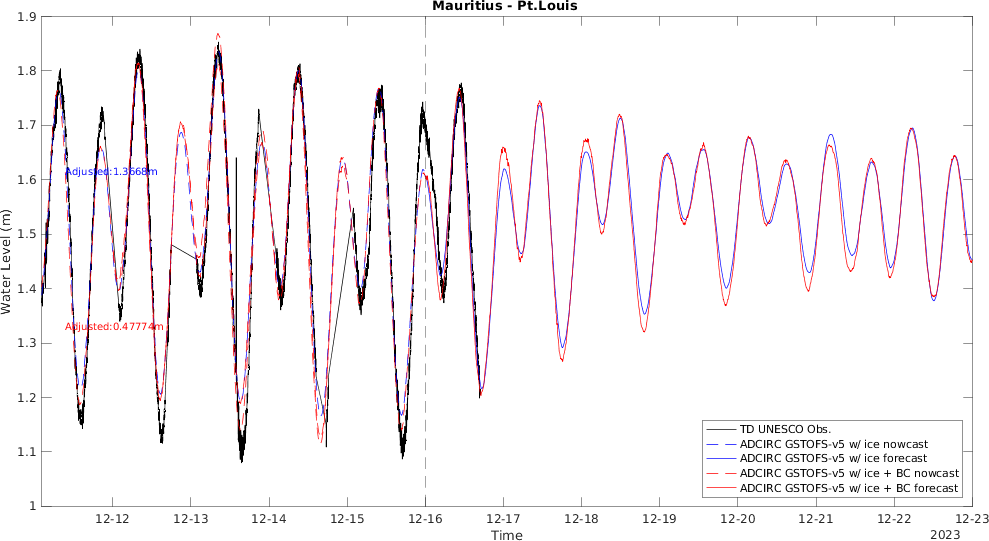 Mauritius - Pt.Louis
1.9
1.8
1.7
1.6
1.5
1.4
1.3
1.2
1.1
1
Water Level (m)
Adjusted:1.3668m
Adjusted:0.47774m
TD UNESCO Obs.
ADCIRC GSTOFS-v5 w/ ice nowcast
ADCIRC GSTOFS-v5 w/ ice forecast
ADCIRC GSTOFS-v5 w/ ice + BC nowcast
ADCIRC GSTOFS-v5 w/ ice + BC forecast
12-12 12-13 12-14 12-15 12-16 12-17 12-18 12-19 12-20 12-21 12-22 12-23
Time
2023